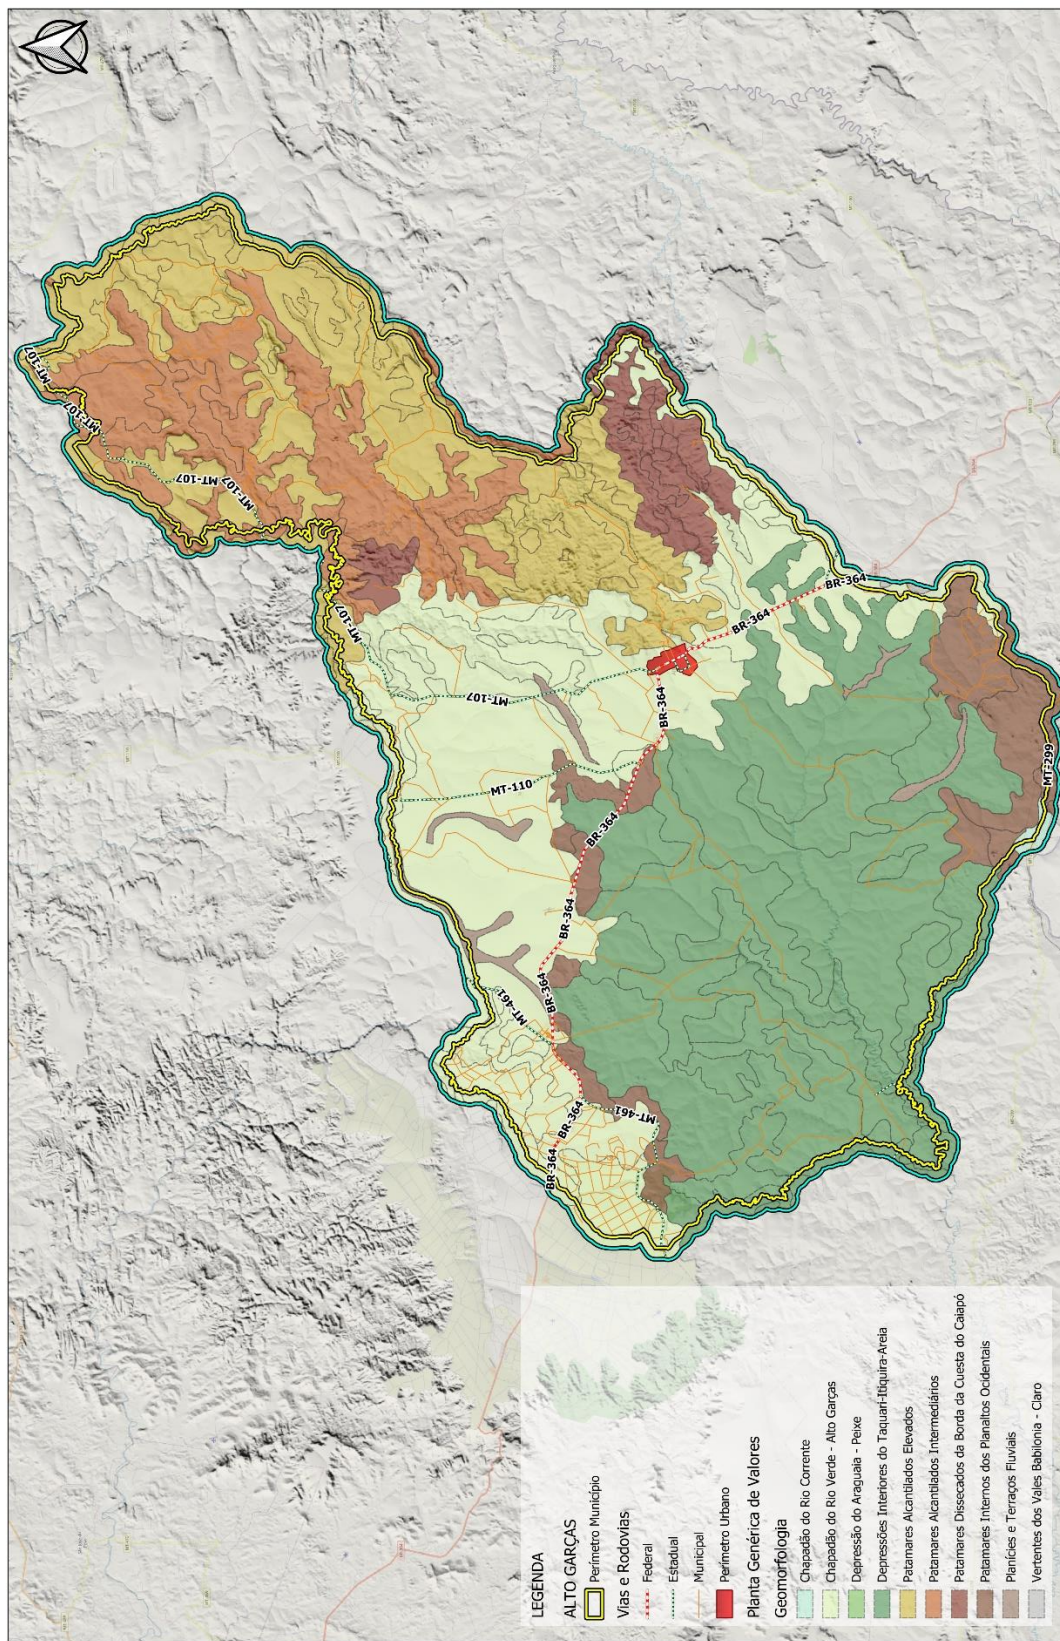 MT-107
MT-107
MT-107
MT-107
MT-107
MT-107
MT-110
BR-364
BR-364
BR-364
BR-364
BR-364
BR-364
BR-364
BR-364
MT-461
MT-461
MT-299
LEGENDA
ALTO GARÇAS
Perímetro Município
Vias e Rodovias
Federal
Estadual
Municipal
Perímetro Urbano
Planta Genérica de Valores
Geomorfologia
Chapadão do Rio Corrente
Chapadão do Rio Verde - Alto Garças
Depressão do Araguaia - Peixe
Depressões Interiores do Taquari-Itiquira-Areia
Patamares Alcantilados Elevados
Patamares Alcantilados Intermediários
Patamares Dissecados da Borda da Cuesta do Caiapó
Patamares Internos dos Planaltos Ocidentais
Planícies e Terraços Fluviais
Vertentes dos Vales Babilonia - Claro